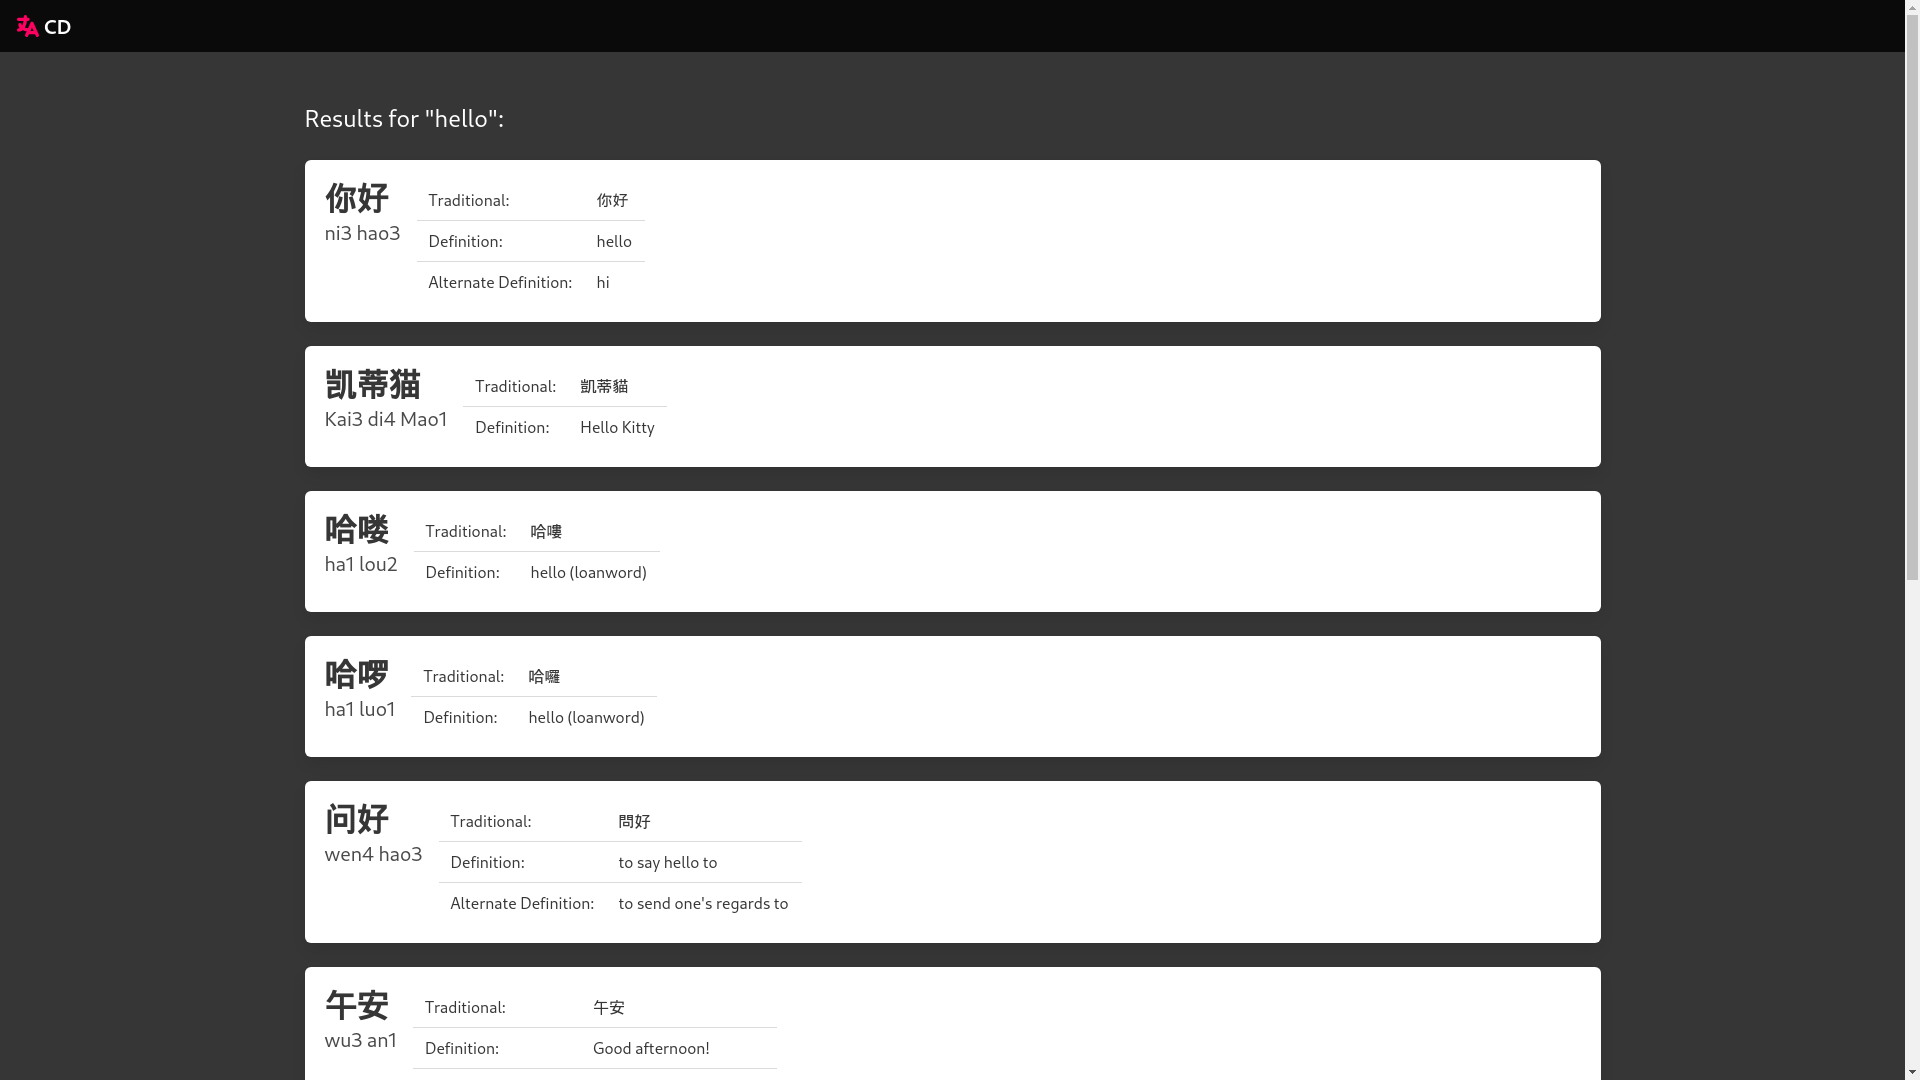 CD
Results for "hello":
你好
ni3 hao3
Traditional: 你好
Definition: hello
Alternate Definition: hi
凯蒂猫
Kai3 di4 Mao1
Traditional: 凱蒂貓
Definition: Hello Kitty
哈喽
ha1 lou2
Traditional: 哈嘍
Definition: hello (loanword)
哈啰
ha1 luo1
Traditional: 哈囉
Definition: hello (loanword)
问好
wen4 hao3
Traditional: 問好
Definition: to say hello to
Alternate Definition: to send one's regards to
午安
wu3 an1
Traditional: 午安
Definition: Good afternoon!